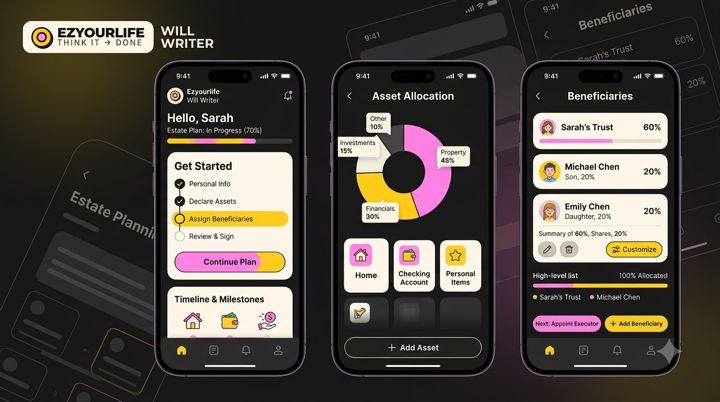 EZYOURLIFE
THINK IT → DONE
WILL
WRITER
9:41
Ezyourlife
Will Writer
Hello, Sarah
Estate Plan: in Progress (70%)
Get Started
Personal Info
Declare Assets
Assign Beneficiaries
Review & Sign
Continue Plan
Timeline & Milestones
9:41
Asset Allocation
Other
10%
Investments
15%
Property
45%
Financials
30%
Home
Checking
Account
Personal
Items
+ Add Asset
9:41
Beneficiaries
Sarah's Trust 60%
Michael Chen
Son, 20%
20%
Emily Chen
Daughter, 20%
20%
Summary of 60%, Shares, 20%
Customize
High-level list 100% Allocated
Sarah's Trust Michael Chen
Next: Appoint Executor
+ Add Beneficiary
Estate Planning
9:41
9:41
Beneficiaries
Sarah's Trust
60%
20%